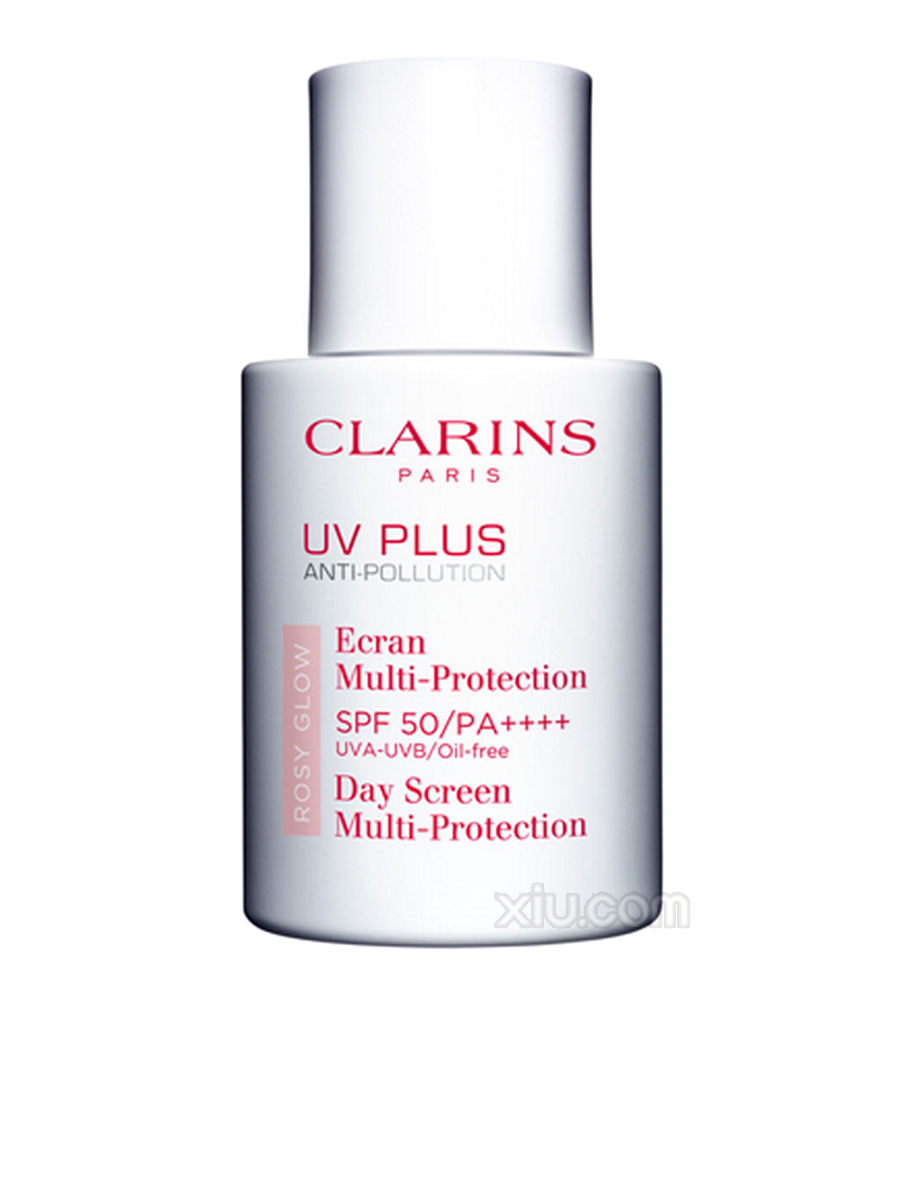 CLARINS
PARIS
UV PLUS
ANTI-POLLUTION
ROSY GLOW
Ecran
Multi-Protection
SPF 50/PA++++
UVA-UVB/Oil-free
Day Screen
Multi-Protection
xiu.com